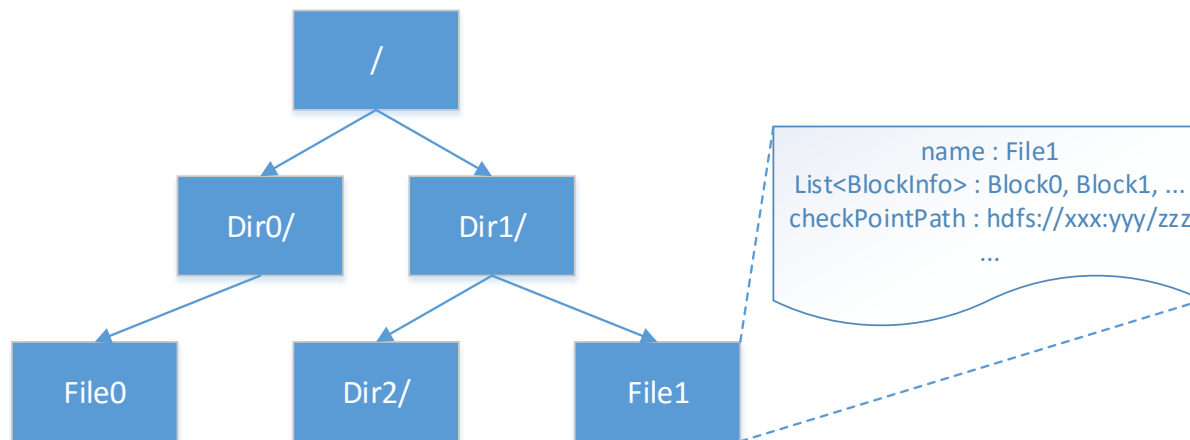 /
Dir0/
Dir1/
File0
Dir2/
File1
name : File1
List<BlockInfo> : Block0, Block1, ...
checkPointPath : hdfs://xxx:yyy/zzz
...